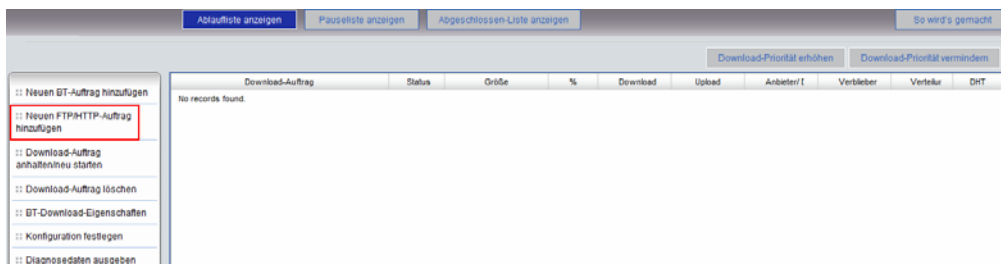 Ablaufliste anzeigen Pauseliste anzeigen Abgeschlossen-Liste anzeigen So wird's gemacht
Download-Priorität erhöhen Download-Priorität vermindern
:: Neuen BT-Auftrag hinzufügen
:: Neuen FTP/HTTP-Auftrag
hinzufügen
:: Download-Auftrag
anhalten/neu starten
:: Download-Auftrag löschen
:: BT-Download-Eigenschaften
:: Konfiguration festlegen
:: Diagnosedaten ausgeben
Download-Auftrag Status Größe % Download Upload Anbieter/ Verblieber Verteilur DHT
No records found.